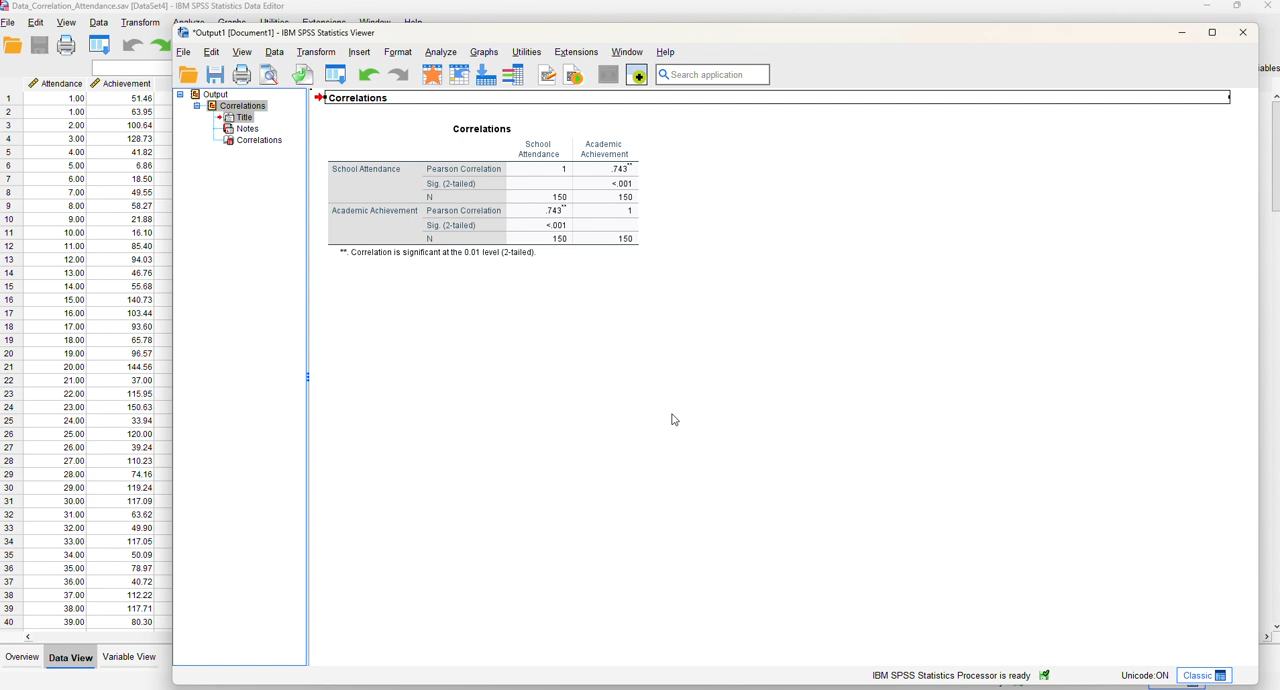 Data_Correlation_Attendance.sav [DataSet4] - IBM SPSS Statistics Data Editor
File Edit View Data Transform Analyze Graphs Utilities Extensions Window Help
*Output1 [Document1] - IBM SPSS Statistics Viewer
File Edit View Data Transform Insert Format Analyze Graphs Utilities Extensions Window Help
Search application
Attendance Achievement
1 1.00 51.46
2 1.00 63.95
3 2.00 100.64
4 3.00 128.73
5 4.00 41.82
6 5.00 6.86
7 6.00 18.50
8 7.00 49.55
9 8.00 58.27
10 9.00 21.88
11 10.00 16.10
12 11.00 85.40
13 12.00 94.03
14 13.00 46.76
15 14.00 55.68
16 15.00 140.73
17 16.00 103.44
18 17.00 93.60
19 18.00 65.78
20 19.00 96.57
21 20.00 144.56
22 21.00 37.00
23 22.00 115.95
24 23.00 150.63
25 24.00 33.94
26 25.00 120.00
27 26.00 39.24
28 27.00 110.23
29 28.00 74.16
30 29.00 119.24
31 30.00 117.09
32 31.00 63.62
33 32.00 49.90
34 33.00 117.05
35 34.00 50.09
36 35.00 78.97
37 36.00 40.72
38 37.00 112.22
39 38.00 117.71
40 39.00 80.30
Overview Data View Variable View
Output
Correlations
Title
Notes
Correlations
Correlations
Correlations
School Attendance Academic Achievement
School Attendance Pearson Correlation 1 .743**
Sig. (2-tailed) <.001
N 150 150
Academic Achievement Pearson Correlation .743** 1
Sig. (2-tailed) <.001
N 150 150
**. Correlation is significant at the 0.01 level (2-tailed).
IBM SPSS Statistics Processor is ready Unicode:ON Classic